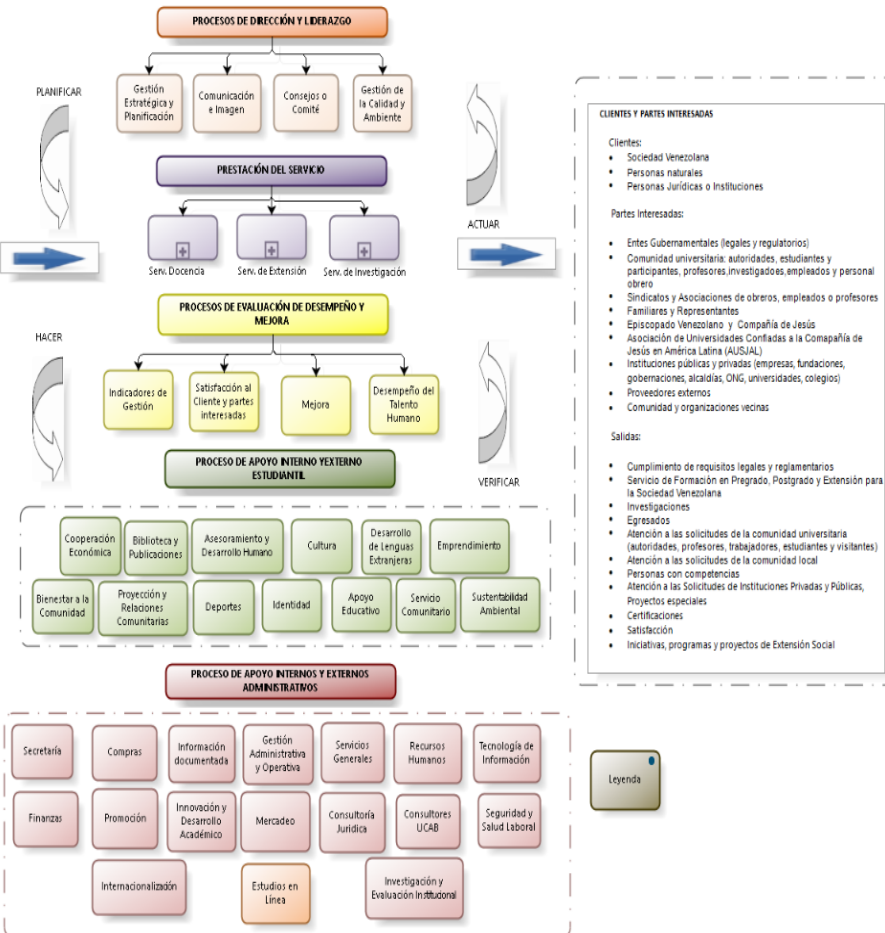 PROCESOS DE DIRECCIÓN Y LIDERAZGO
Gestión
Estratégica y
Planificación
Comunicación
e Imagen
Consejos o
Comité
Gestión de
la Calidad y
Ambiente
PLANIFICAR
ACTUAR
PRESTACIÓN DEL SERVICIO
Serv. Docencia
Serv. de Extensión
Serv. de Investigación
PROCESOS DE EVALUACIÓN DE DESEMPEÑO Y
MEJORA
HACER
VERIFICAR
Indicadores de
Gestión
Satisfacción al
Cliente y partes
interesadas
Mejora
Desempeño del
Talento
Humano
PROCESO DE APOYO INTERNO YEXTERNO
ESTUDIANTIL
Cooperación
Económica
Biblioteca y
Publicaciones
Asesoramiento y
Desarrollo Humano
Cultura
Desarrollo
de Lenguas
Extranjeras
Emprendimiento
Bienestar a la
Comunidad
Proyección y
Relaciones
Comunitarias
Deportes
Identidad
Apoyo
Educativo
Servicio
Comunitario
Sustentabilidad
Ambiental
PROCESO DE APOYO INTERNOS Y EXTERNOS
ADMINISTRATIVOS
Secretaría
Compras
Información
documentada
Gestión
Administrativa
y Operativa
Servicios
Generales
Recursos
Humanos
Tecnología de
Información
Finanzas
Promoción
Innovación y
Desarrollo
Académico
Mercadeo
Consultoría
Juridica
Consultores
UCAB
Seguridad y
Salud Laboral
Internacionalización
Estudios en
Línea
Investigación y
Evaluación Institucional
CLIENTES Y PARTES INTERESADAS
Clientes:
• Sociedad Venezolana
• Personas naturales
• Personas Jurídicas o Instituciones
Partes Interesadas:
• Entes Gubernamentales (legales y regulatorios)
• Comunidad universitaria: autoridades, estudiantes y
participantes, profesores,investigadoes,empleados y personal
obrero
• Sindicatos y Asociaciones de obreros, empleados o profesores
• Familiares y Representantes
• Episcopado Venezolano y Compañía de Jesús
• Asociación de Universidades Confiadas a la Comapañía de
Jesús en América Latina (AUSJAL)
• Instituciones públicas y privadas (empresas, fundaciones,
gobernaciones, alcaldías, ONG, universidades, colegios)
• Proveedores externos
• Comunidad y organizaciones vecinas
Salidas:
• Cumplimiento de requisitos legales y reglamentarios
• Servicio de Formación en Pregrado, Postgrado y Extensión para
la Sociedad Venezolana
• Investigaciones
• Egresados
• Atención a las solicitudes de la comunidad universitaria
(autoridades, profesores, trabajadores, estudiantes y visitantes)
• Atención a las solicitudes de la comunidad local
• Personas con competencias
• Atención a las Solicitudes de Instituciones Privadas y Públicas,
Proyectos especiales
• Certificaciones
• Satisfacción
• Iniciativas, programas y proyectos de Extensión Social
Leyenda